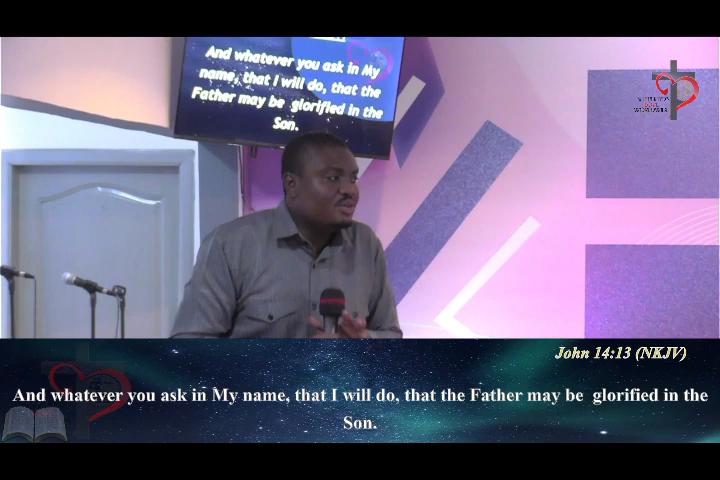 And whatever you ask in My
name, that I will do, that the
Father may be glorified in the
Son.
John 14:13 (NKJV)
And whatever you ask in My name, that I will do, that the Father may be glorified in the
Son.